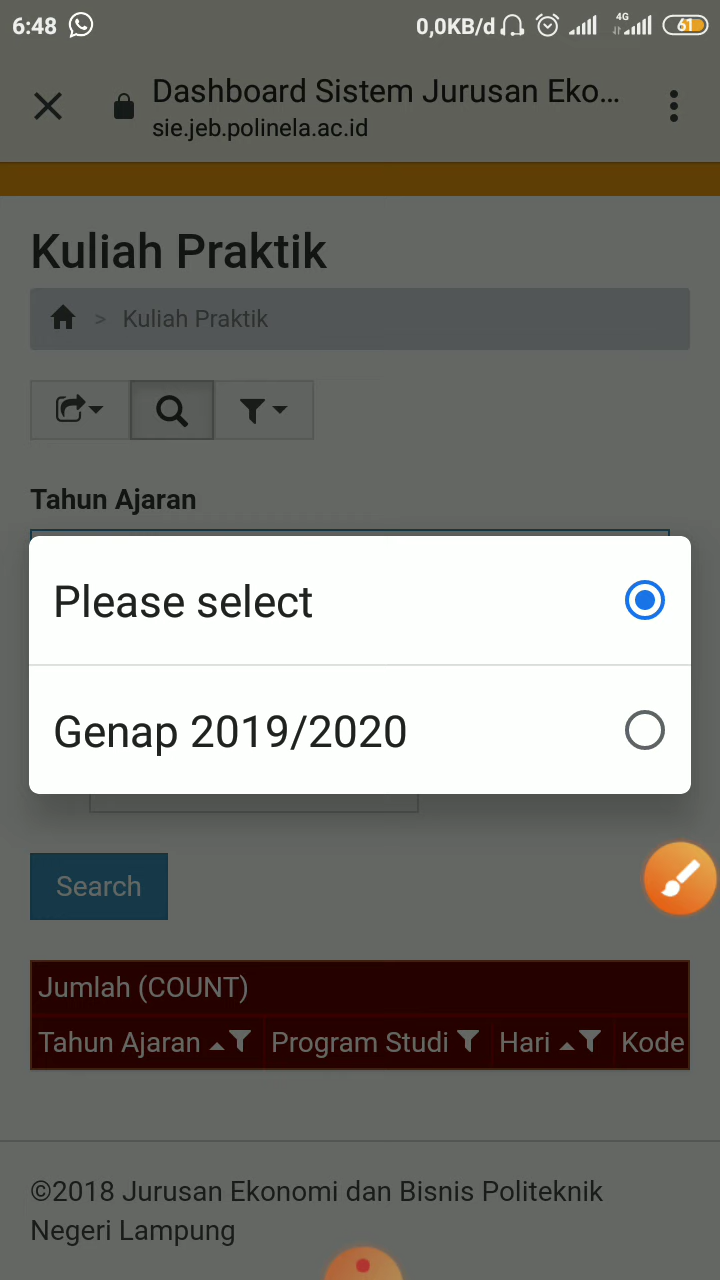 6:48 0,0KB/d 4G 61
Dashboard Sistem Jurusan Eko...
sie.jeb.polinela.ac.id
Kuliah Praktik
> Kuliah Praktik
Tahun Ajaran
Please select
Genap 2019/2020
Search
Jumlah (COUNT)
Tahun Ajaran Program Studi Hari Kode
©2018 Jurusan Ekonomi dan Bisnis Politeknik
Negeri Lampung